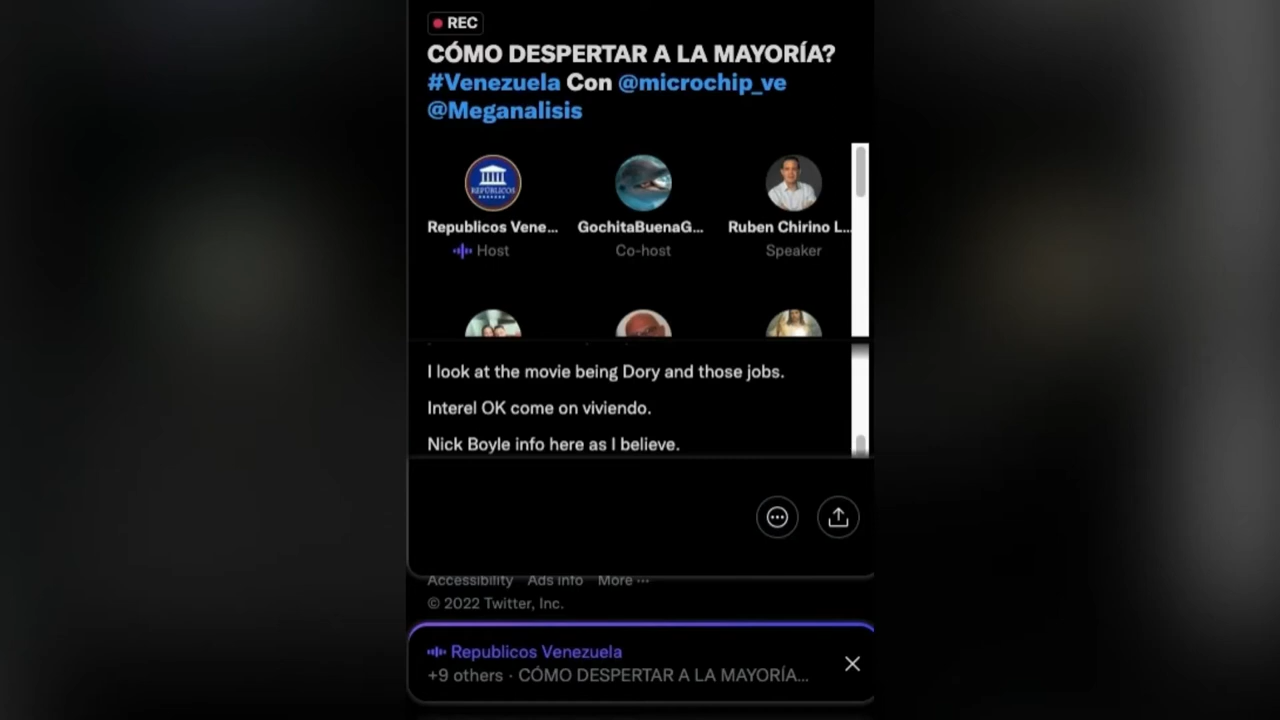 REC
CÓMO DESPERTAR A LA MAYORÍA?
#Venezuela Con @microchip_ve
@Meganalisis
REPÚBLICOS
Republicos Vene... GochitaBuenaG... Ruben Chirino L...
Host Co-host Speaker
I look at the movie being Dory and those jobs.
Interel OK come on viviendo.
Nick Boyle info here as I believe.
Accessibility Ads info More ...
© 2022 Twitter, Inc.
Republicos Venezuela
+9 others · CÓMO DESPERTAR A LA MAYORÍA...